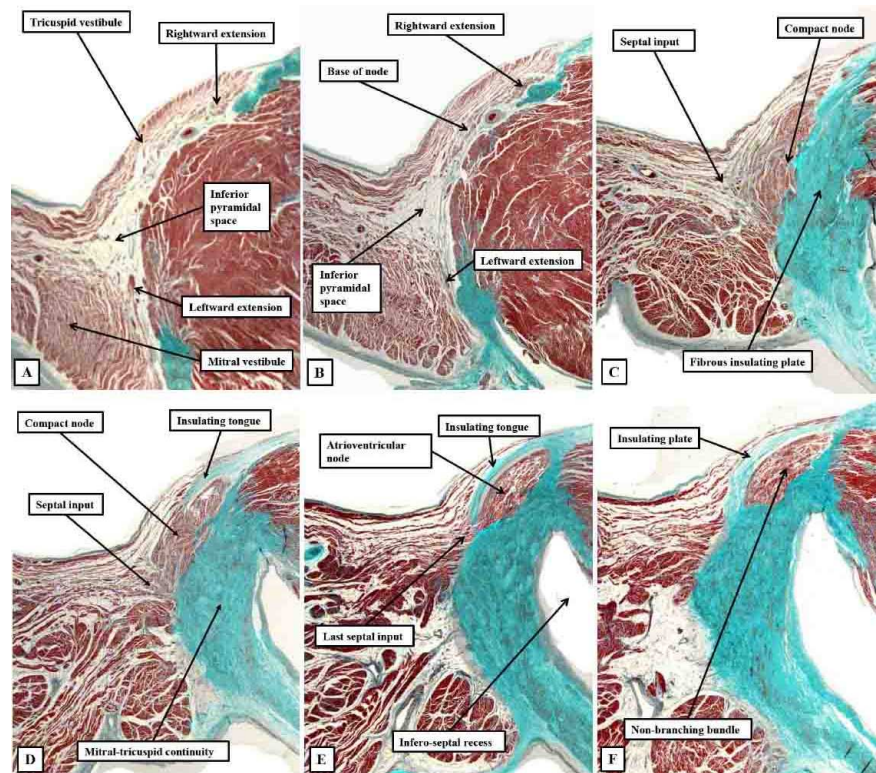 Tricuspid vestibule
Rightward extension
Inferior
pyramidal
space
Leftward extension
Mitral vestibule
A
Rightward extension
Base of node
Leftward extension
Inferior
pyramidal
space
B
Septal input
Compact node
Fibrous insulating plate
C
Compact node
Insulating tongue
Septal input
D
Mitral-tricuspid continuity
Insulating tongue
Atrioventricular
node
Last septal input
E
Infero-septal recess
Insulating plate
Non-branching bundle
F